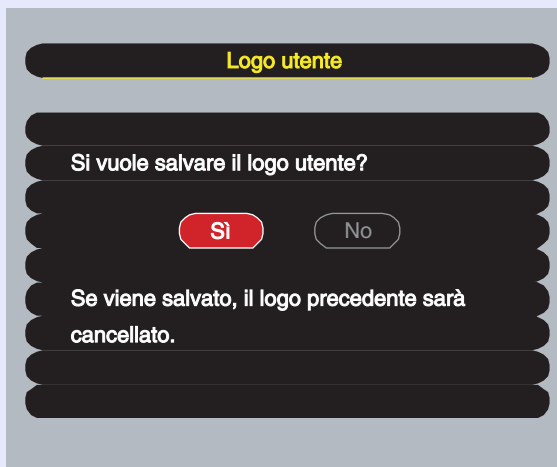 Logo utente
Si vuole salvare il logo utente?
Sì No
Se viene salvato, il logo precedente sarà
cancellato.